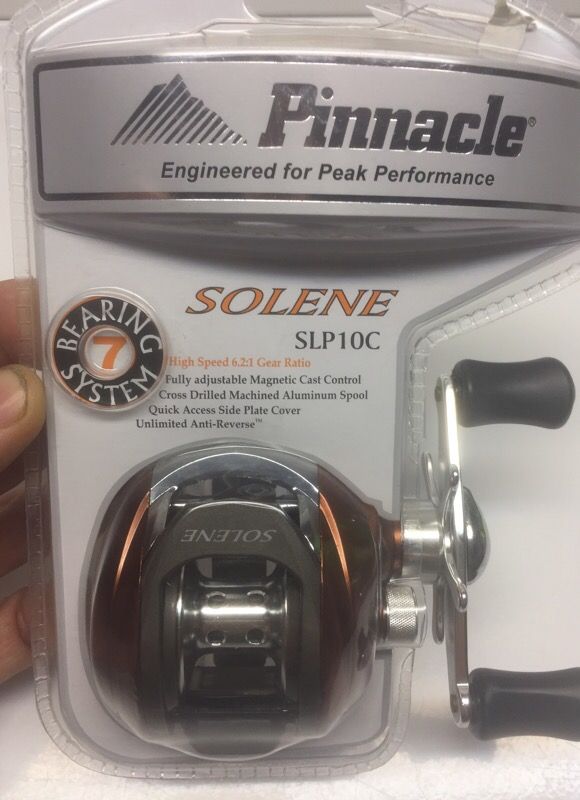 Pinnacle®
Engineered for Peak Performance
SOLENE
SLP10C
BEARING
7
SYSTEM
High Speed 6.2:1 Gear Ratio
Fully adjustable Magnetic Cast Control
Cross Drilled Machined Aluminum Spool
Quick Access Side Plate Cover
Unlimited Anti-Reverse™
SOLENE